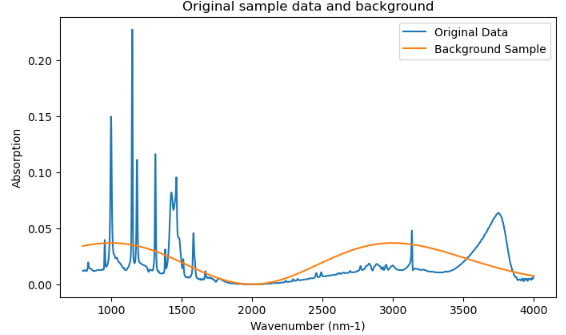 Original sample data and background
Original Data
Background Sample
0.20
0.15
0.10
0.05
0.00
Absorption
1000 1500 2000 2500 3000 3500 4000
Wavenumber (nm-1)